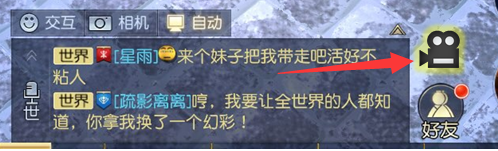 交互 相机 自动
世界 [星雨]来个妹子把我带走吧活好不
粘人
世界 [疏影离离]哼，我要让全世界的人都知
道，你拿我换了一个幻彩！
世
好友